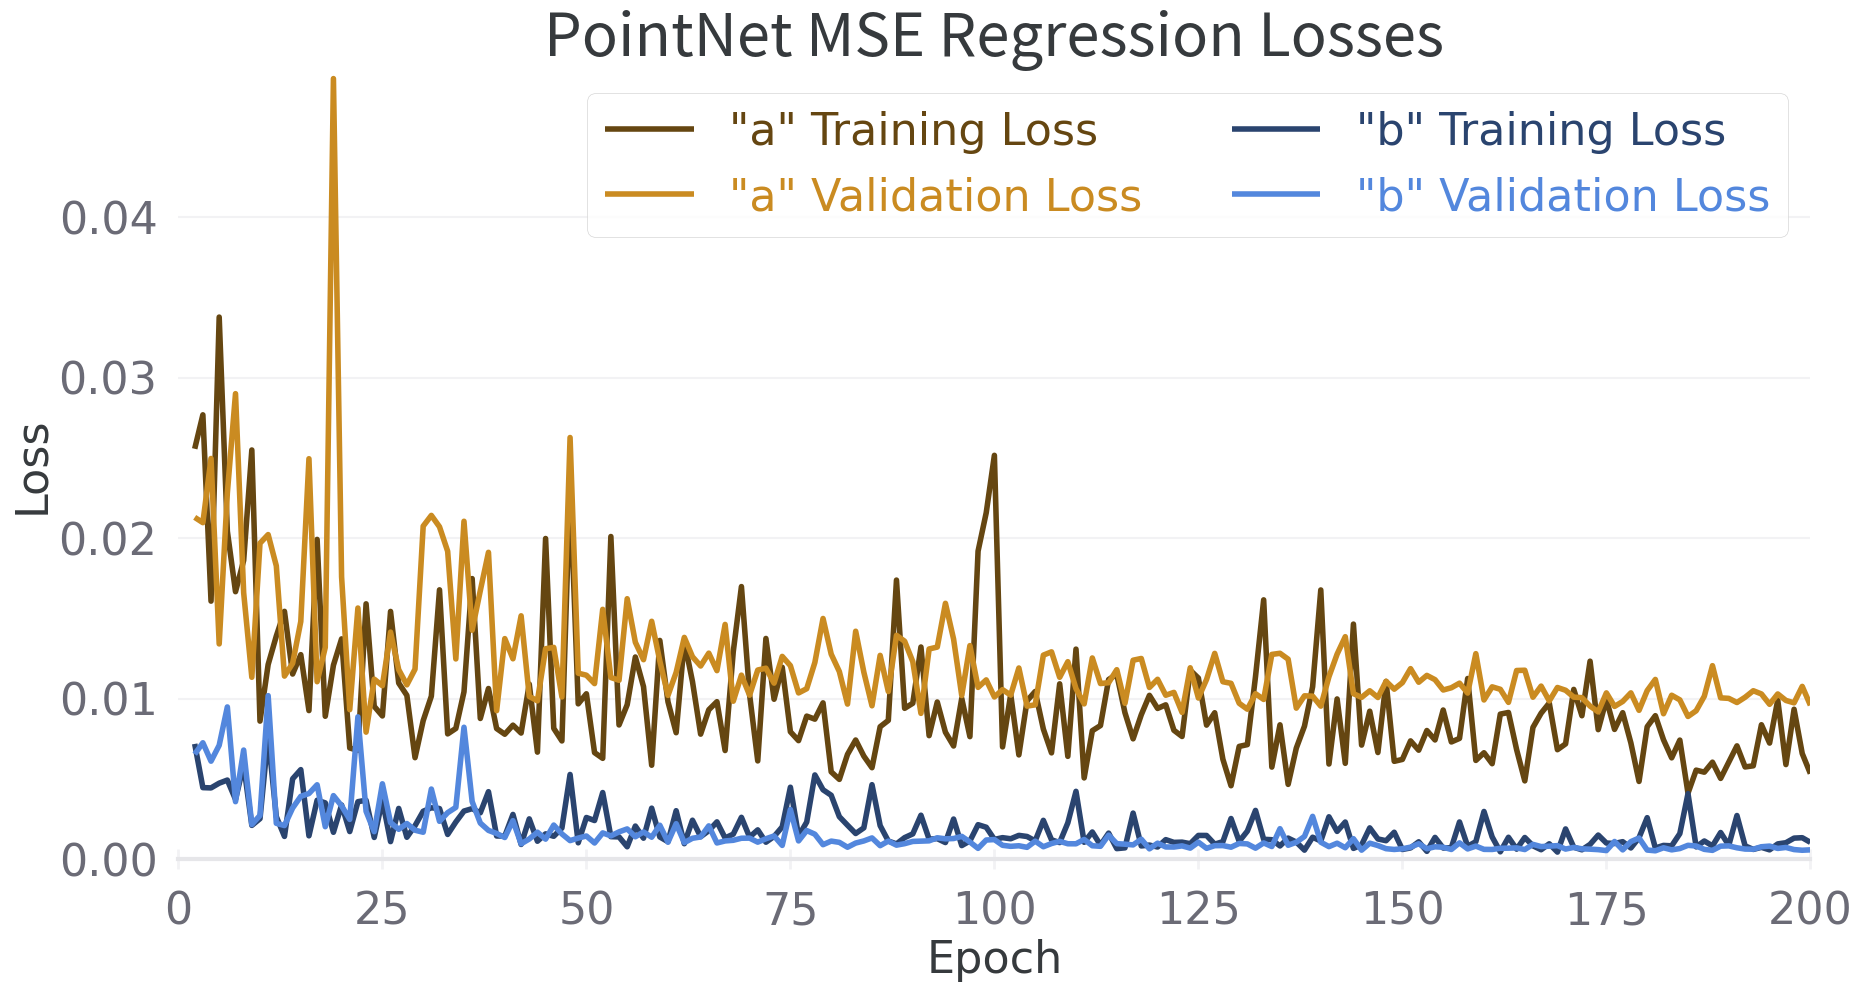 PointNet MSE Regression Losses
"a" Training Loss
"b" Training Loss
"a" Validation Loss
"b" Validation Loss
0.04
0.03
0.02
0.01
0.00
Loss
0 25 50 75 100 125 150 175 200
Epoch